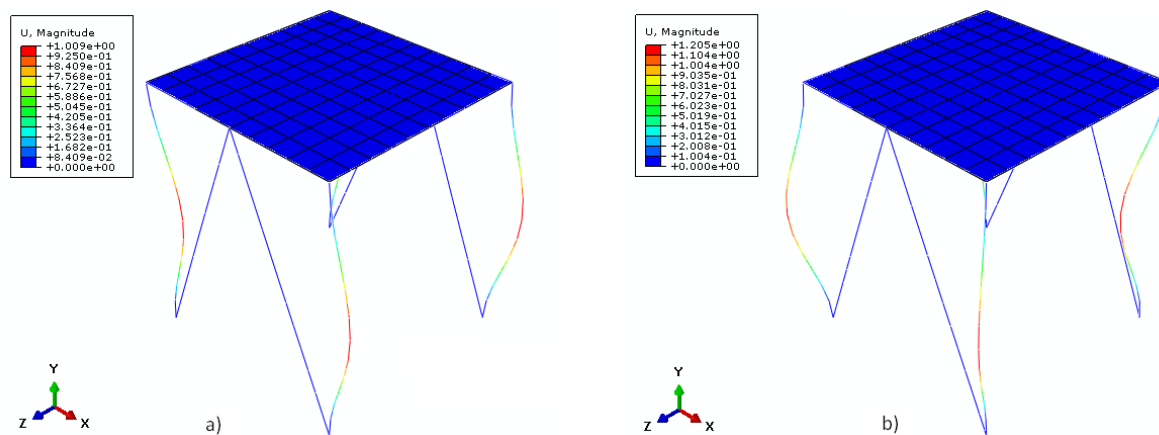 U, Magnitude
+1.009e+00
+9.250e-01
+8.409e-01
+7.568e-01
+6.727e-01
+5.886e-01
+5.045e-01
+4.205e-01
+3.364e-01
+2.523e-01
+1.682e-01
+8.409e-02
+0.000e+00
Y
Z
X
a)
U, Magnitude
+1.205e+00
+1.104e+00
+1.004e+00
+9.035e-01
+8.031e-01
+7.027e-01
+6.023e-01
+5.019e-01
+4.015e-01
+3.012e-01
+2.008e-01
+1.004e-01
+0.000e+00
Y
Z
X
b)